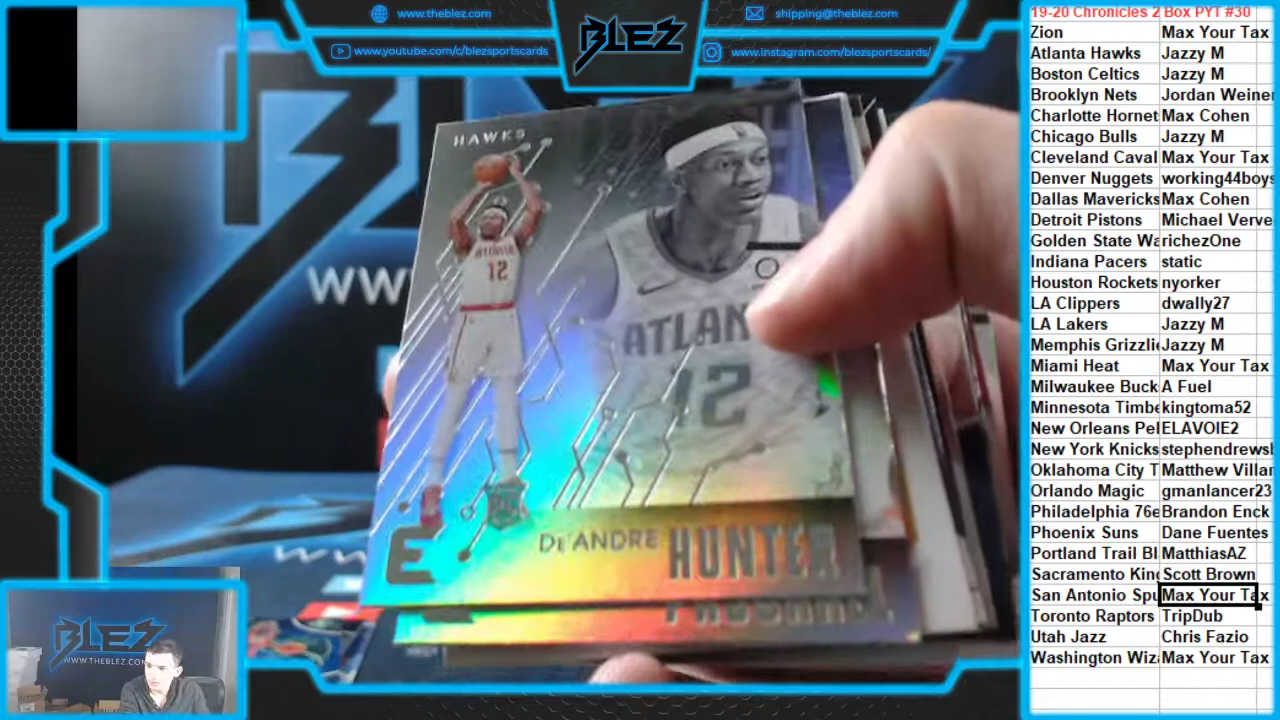 www.theblez.com
www.youtube.com/c/blezsportscards
BLEZ
shipping@theblez.com
www.instagram.com/blezsportscards/
HAWKS
ATLANTA
12
ATLAN
12
DE'ANDRE HUNTER
BLEZ
WWW.THEBLEZ.COM
19-20 Chronicles 2 Box PYT #30
Zion Max Your Tax
Atlanta Hawks Jazzy M
Boston Celtics Jazzy M
Brooklyn Nets Jordan Weiner
Charlotte Hornet Max Cohen
Chicago Bulls Jazzy M
Cleveland Caval Max Your Tax
Denver Nuggets working44boys
Dallas Mavericks Max Cohen
Detroit Pistons Michael Verve
Golden State Wa richezOne
Indiana Pacers static
Houston Rockets nyorker
LA Clippers dwally27
LA Lakers Jazzy M
Memphis Grizzlie Jazzy M
Miami Heat Max Your Tax
Milwaukee Buck A Fuel
Minnesota Timbe kingtoma52
New Orleans Pel ELAVOIE2
New York Knicks stephendrewsl
Oklahoma City T Matthew Villar
Orlando Magic gmanlancer23
Philadelphia 76e Brandon Enck
Phoenix Suns Dane Fuentes
Portland Trail Bl MatthiasAZ
Sacramento King Scott Brown
San Antonio Spu Max Your Tax
Toronto Raptors TripDub
Utah Jazz Chris Fazio
Washington Wiza Max Your Tax